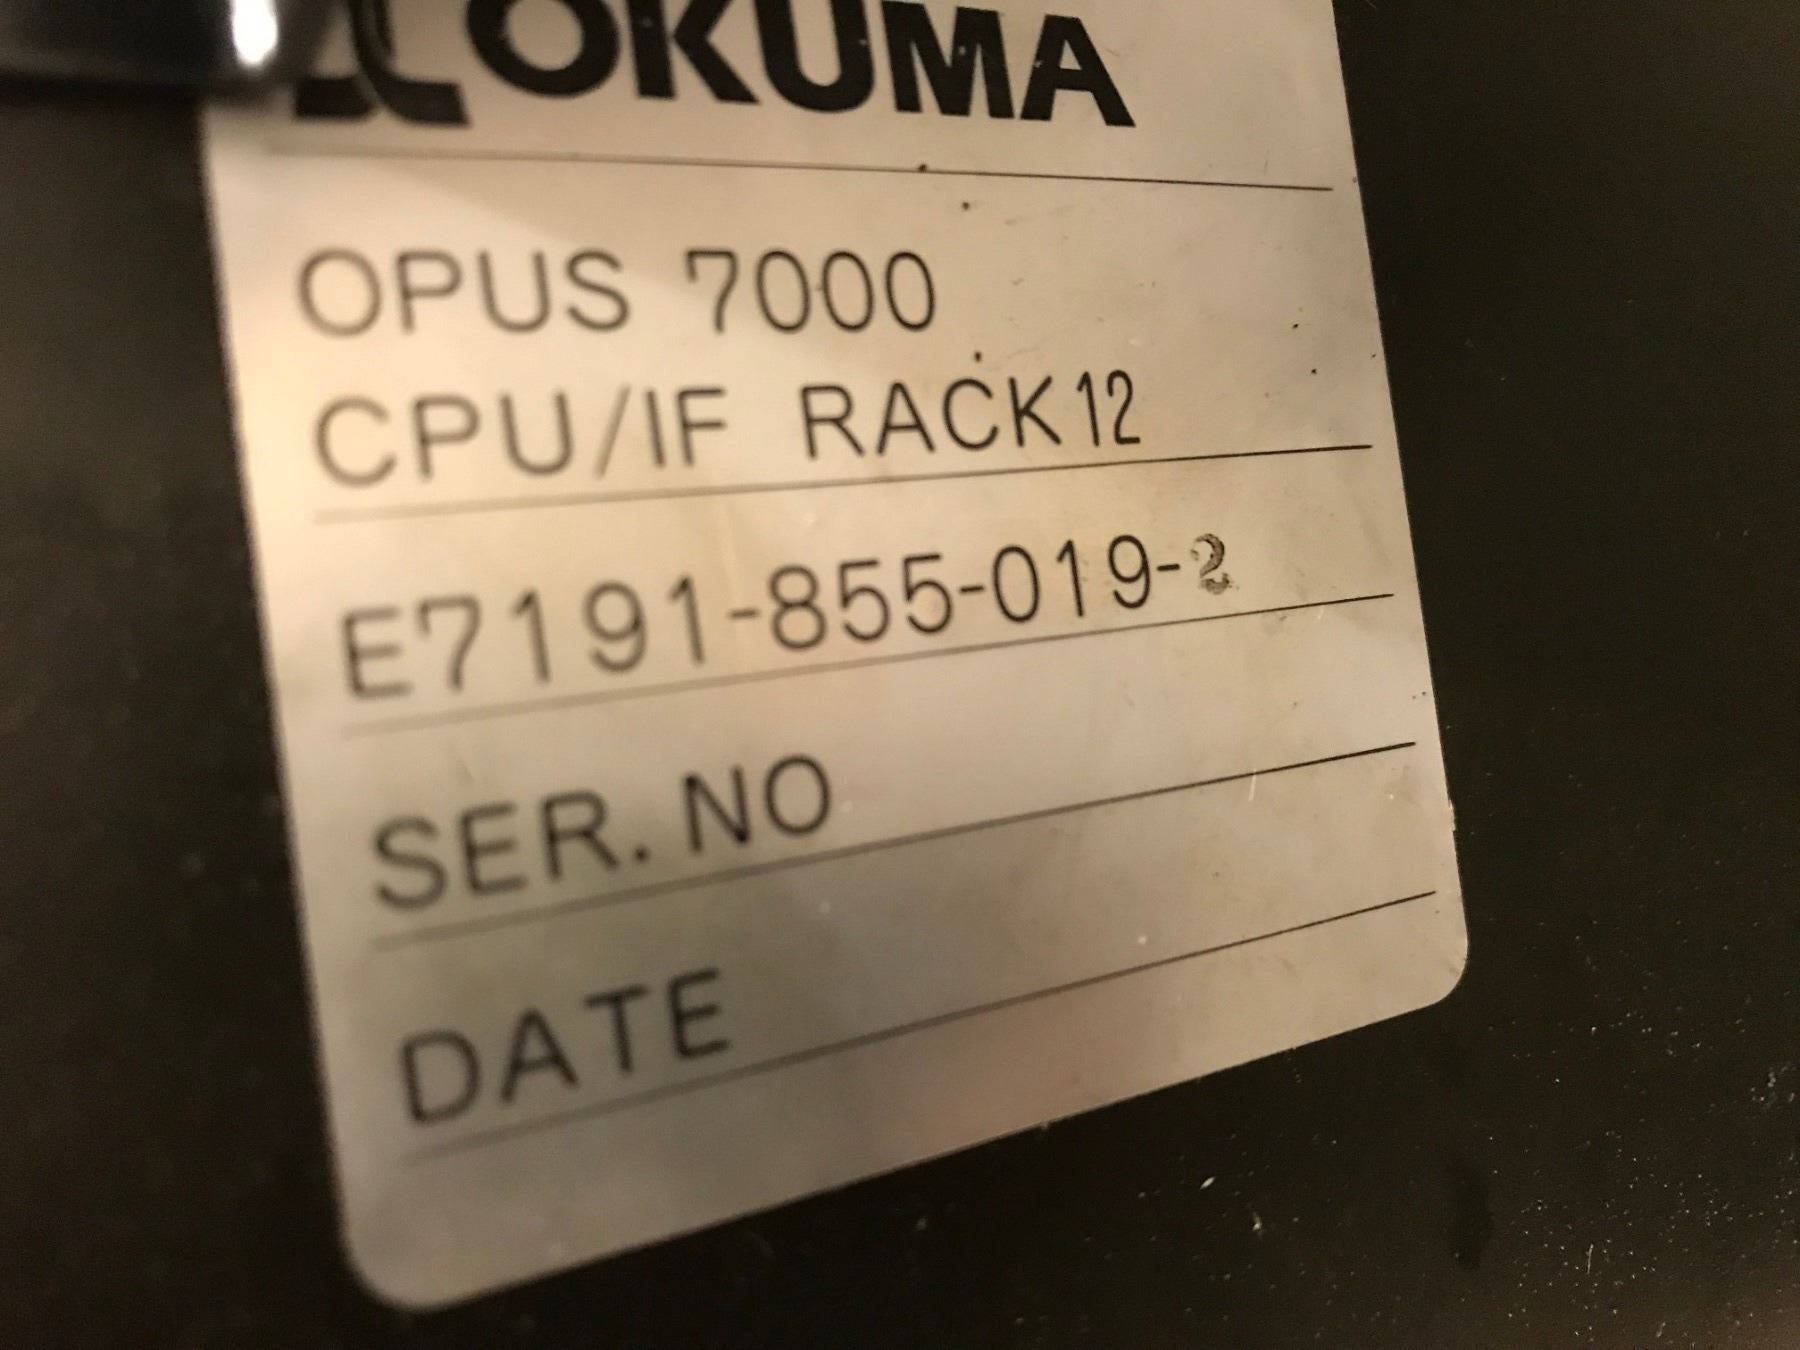 OKUMA
OPUS 7000
CPU/IF RACK12
E7191-855-019-2
SER. NO
DATE